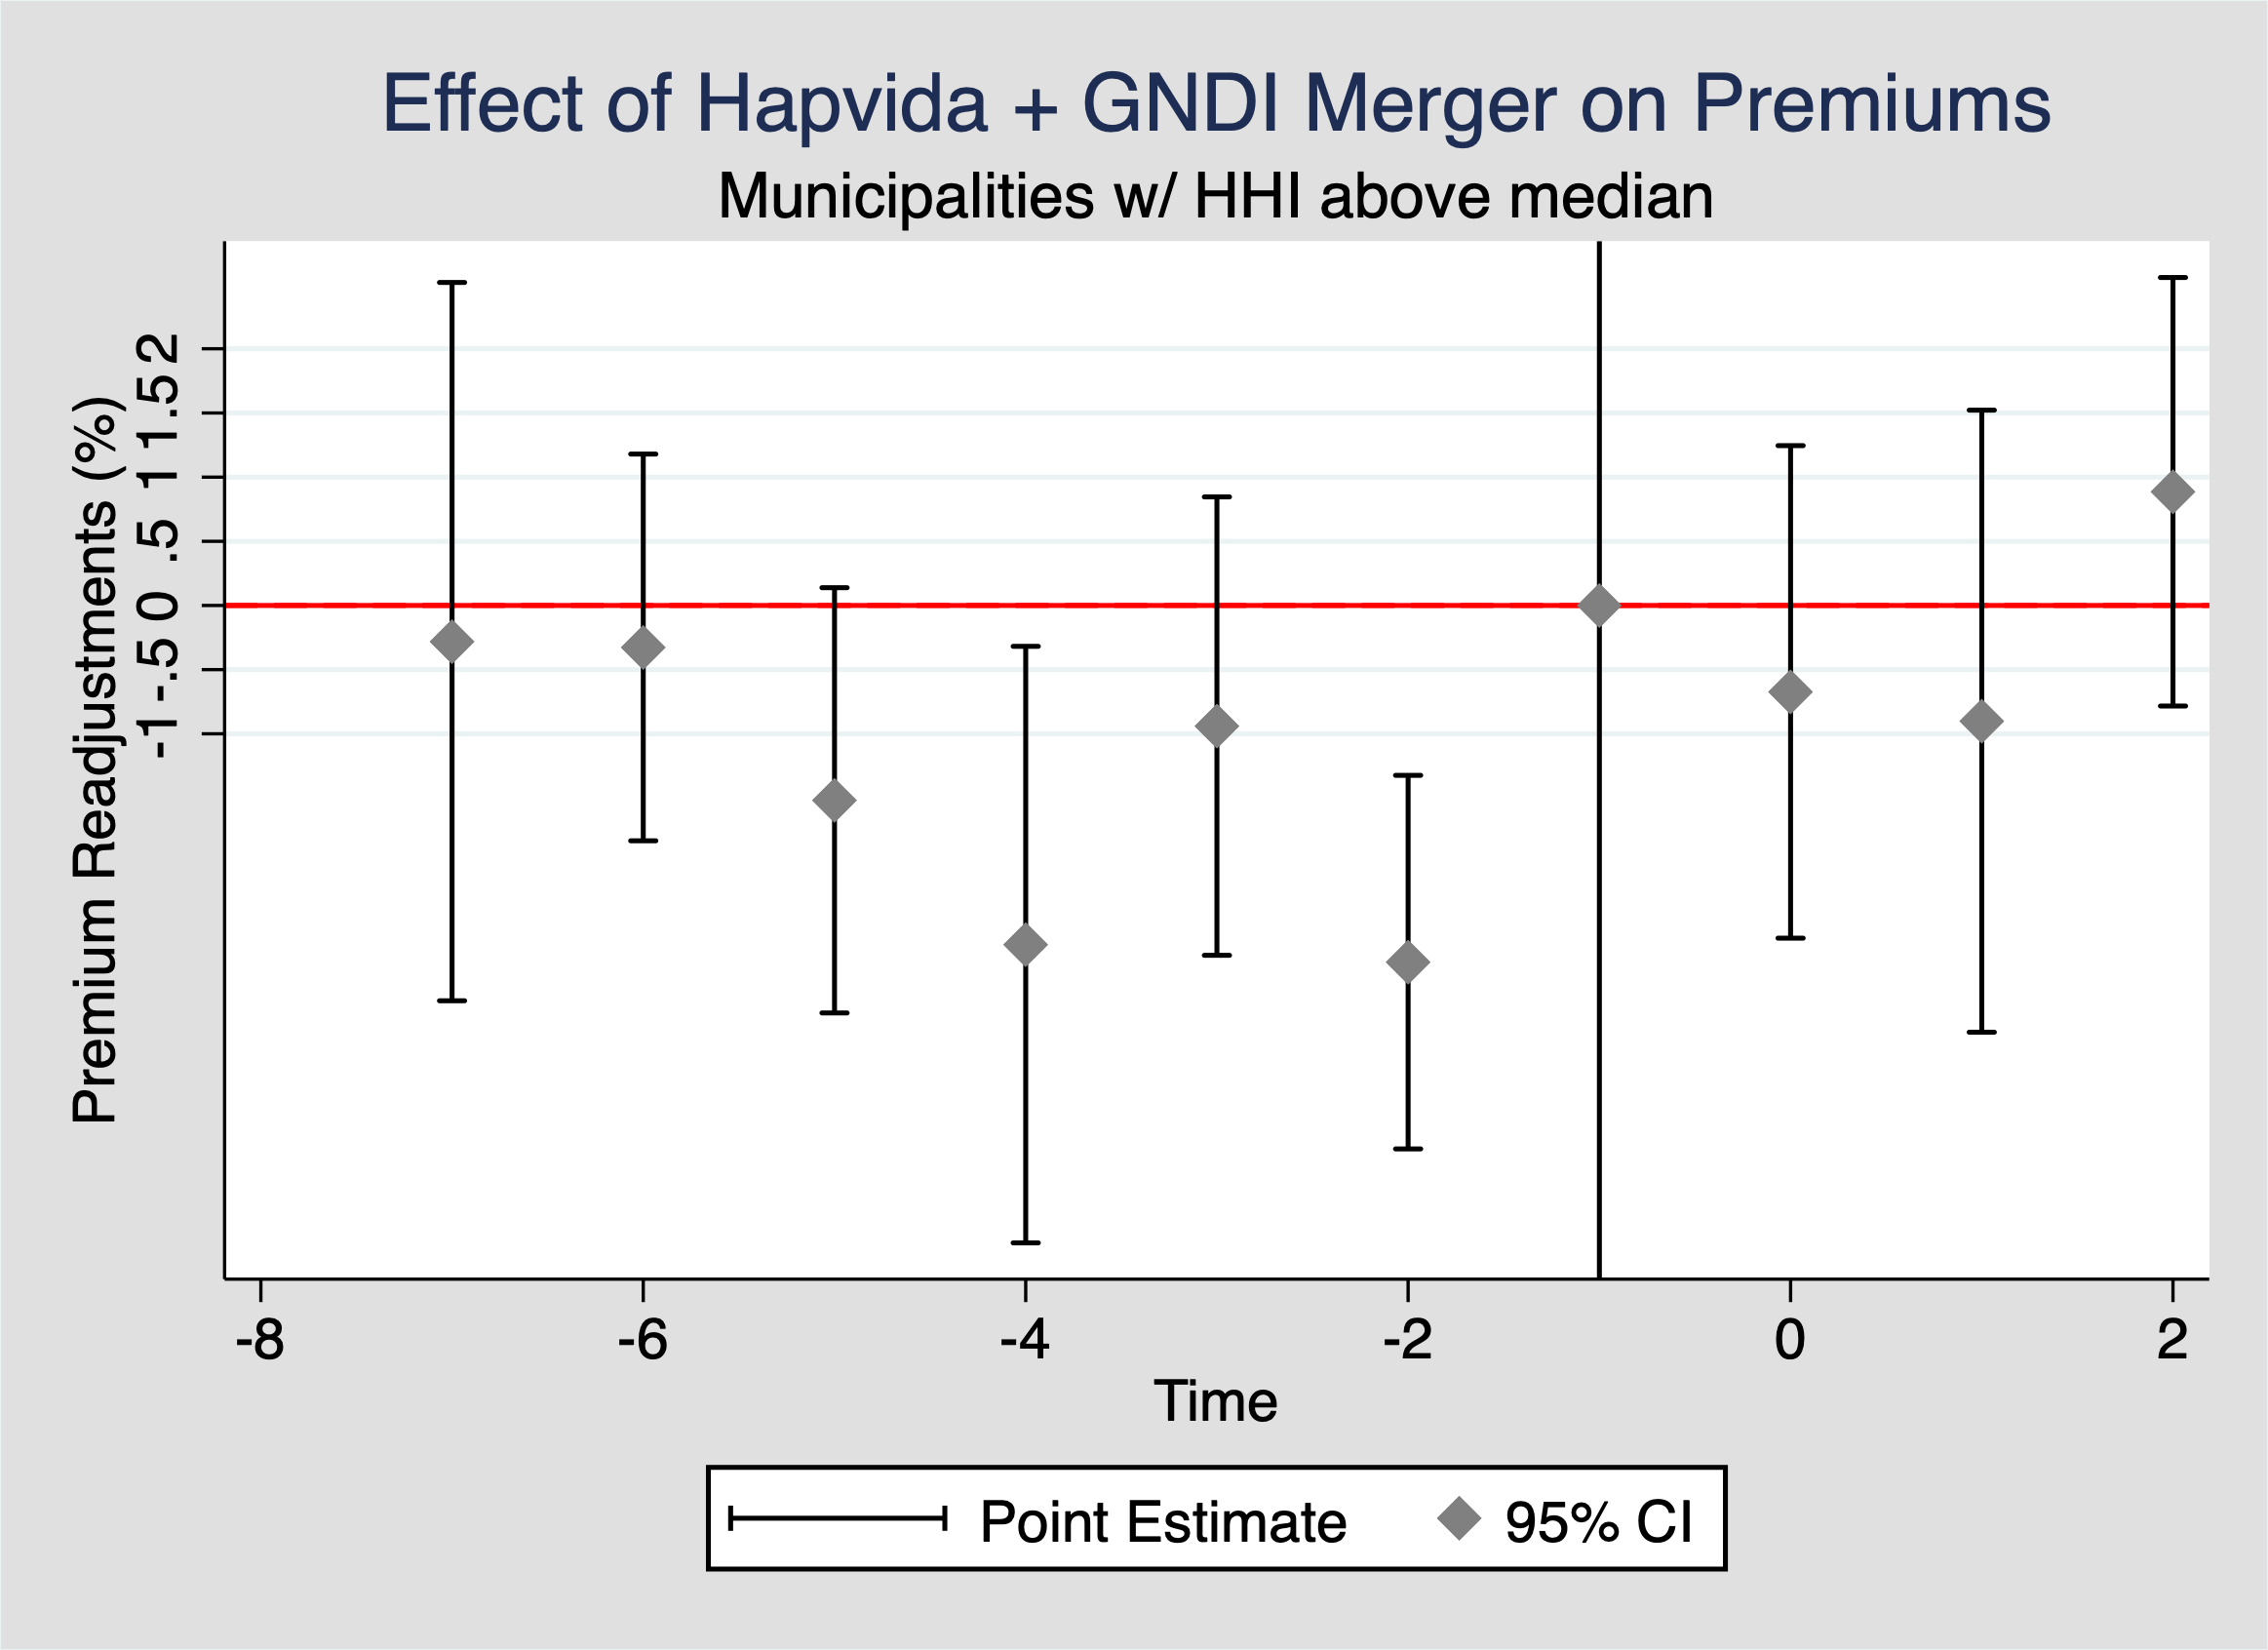 Effect of Hapvida + GNDI Merger on Premiums
Municipalities w/ HHI above median
Premium Readjustments (%)
-1 -.5 0 .5 1 1.5 2
-8 -6 -4 -2 0 2
Time
Point Estimate 95% CI